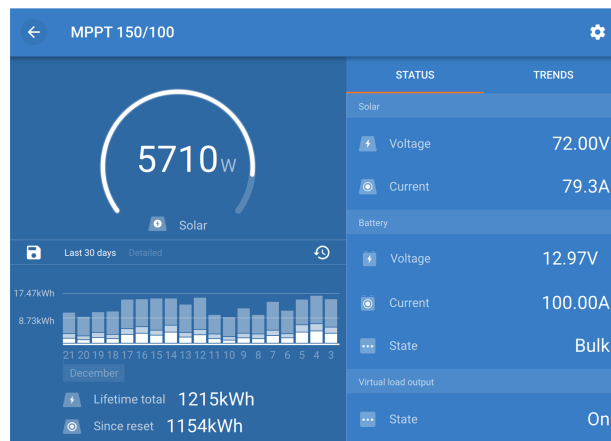 MPPT 150/100
5710W
Solar
Last 30 days Detailed
17.47kWh
8.73kWh
21 20 19 18 17 16 15 14 13 12 11 10 9 8 7 6 5 4 3
December
Lifetime total 1215kWh
Since reset 1154kWh
STATUS TRENDS
Solar
Voltage 72.00V
Current 79.3A
Battery
Voltage 12.97V
Current 100.00A
State Bulk
Virtual load output
State On